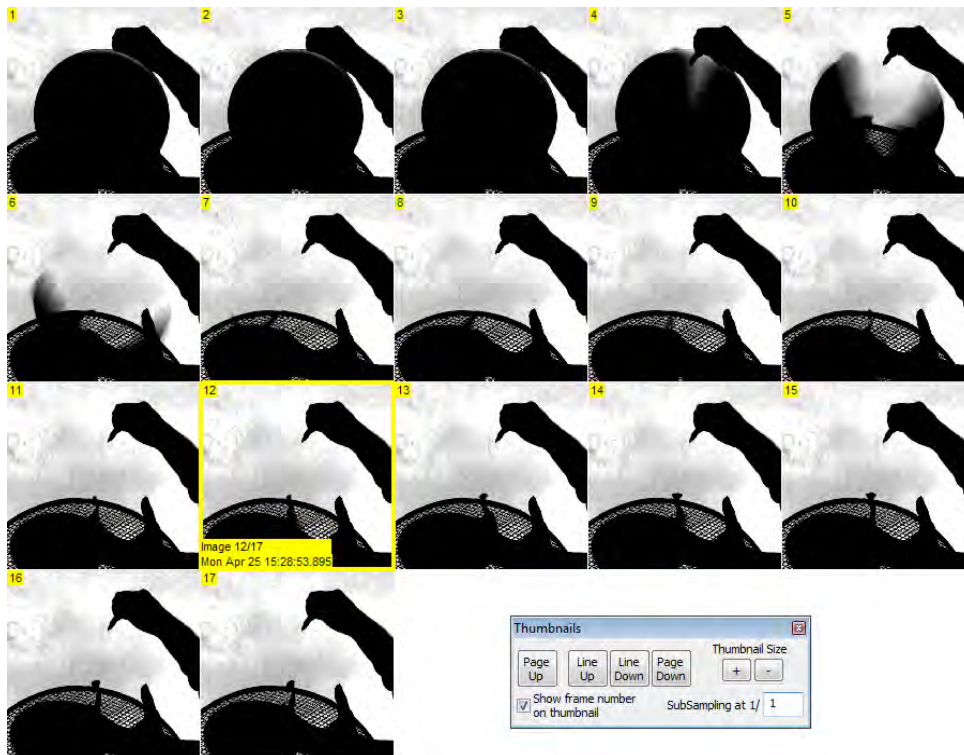 1
2
3
4
5
6
7
8
9
10
11
12
13
14
15
Image 12/17
Mon Apr 25 15:28:53.895
16
17
Thumbnails
Thumbnail Size
Page Up
Line Up
Line Down
Page Down
+
-
Show frame number
on thumbnail
SubSampling at 1/ 1